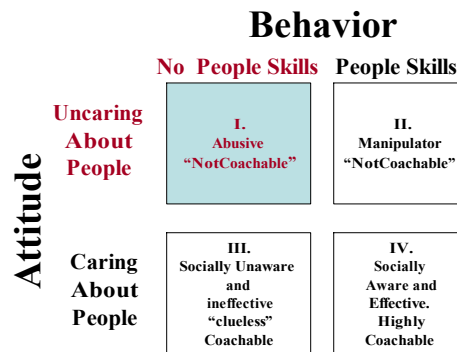 Behavior
No People Skills
People Skills
Attitude
Uncaring
About
People
I.
Abusive
“NotCoachable”
II.
Manipulator
“NotCoachable”
Caring
About
People
III.
Socially Unaware
and
ineffective
“clueless”
Coachable
IV.
Socially
Aware and
Effective.
Highly
Coachable